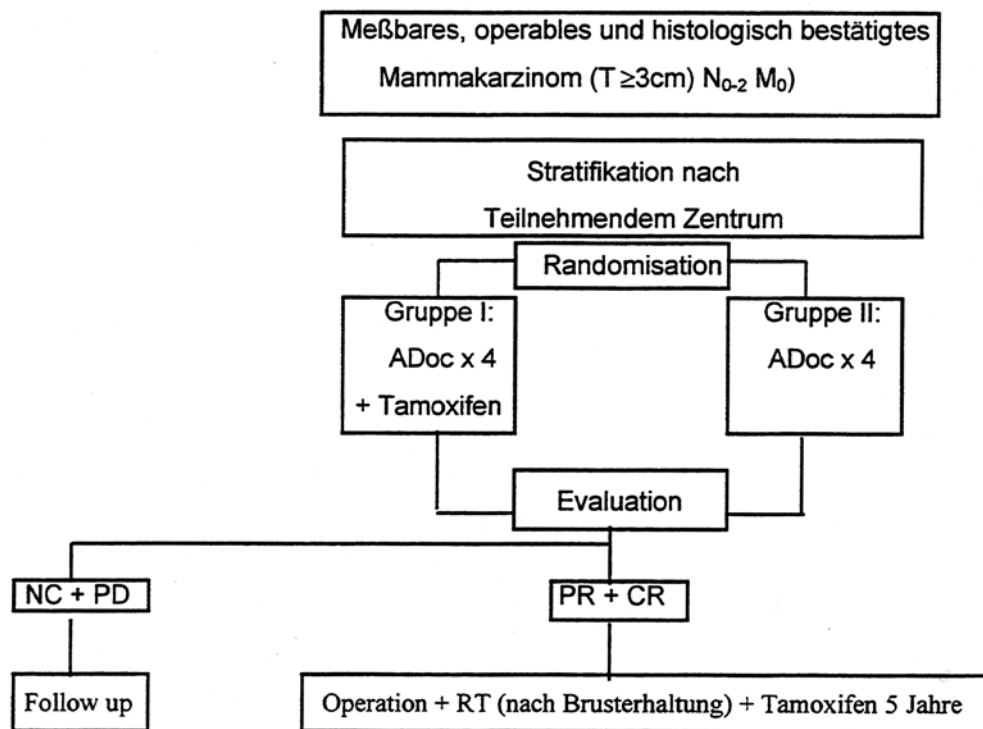 Meßbares, operables und histologisch bestätigtes
Mammakarzinom (T ≥3cm) N₀₋₂ M₀)
Stratifikation nach
Teilnehmendem Zentrum
Randomisation
Gruppe I:
ADoc x 4
+ Tamoxifen
Gruppe II:
ADoc x 4
Evaluation
NC + PD
PR + CR
Follow up
Operation + RT (nach Brusterhaltung) + Tamoxifen 5 Jahre